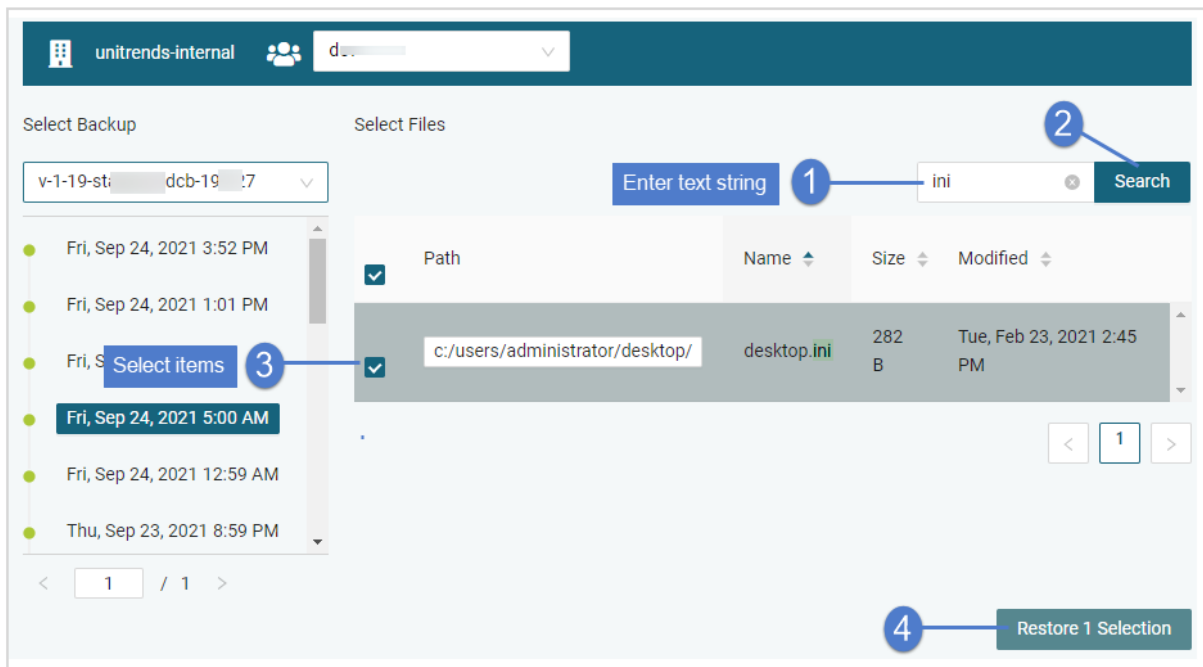 unitrends-internal
Select Backup
Select Files
2
Enter text string 1 ini Search
Path Name Size Modified
Fri, Sep 24, 2021 3:52 PM
Fri, Sep 24, 2021 1:01 PM
Fri, S
Select items 3
c:/users/administrator/desktop/ desktop.ini 282 B Tue, Feb 23, 2021 2:45 PM
Fri, Sep 24, 2021 5:00 AM
< 1 >
Fri, Sep 24, 2021 12:59 AM
Thu, Sep 23, 2021 8:59 PM
< 1 / 1 >
4 Restore 1 Selection